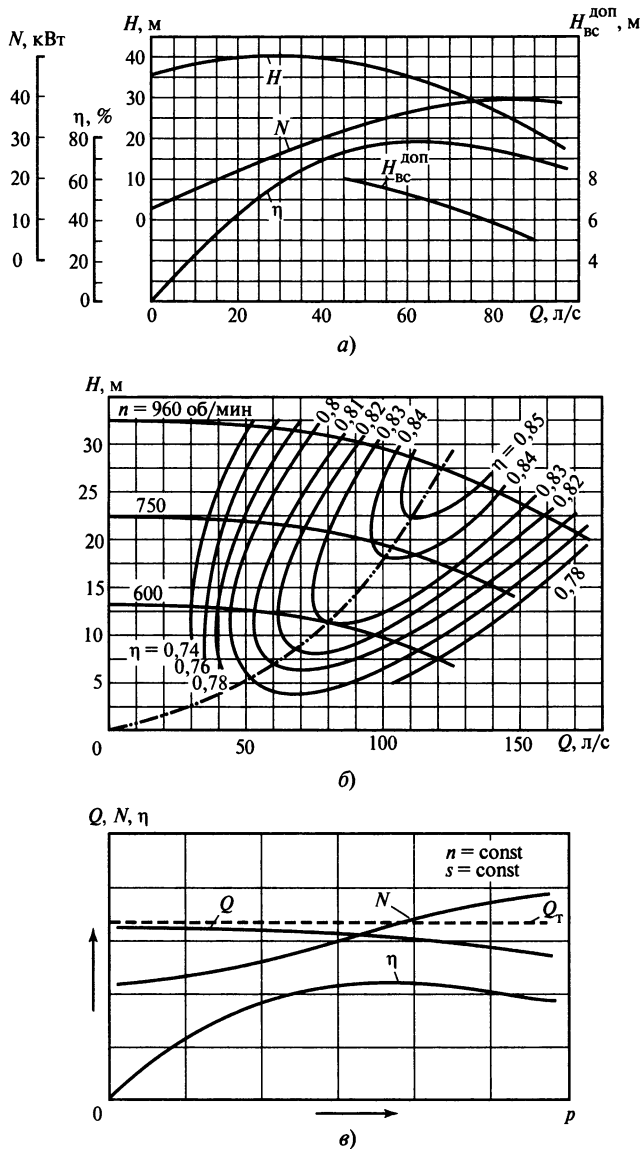 N, кВт
H, м
H доп вс , м
η, %
40
40
80
30
30
60
20
20
40
10
10
20
0
0
0
8
6
4
H
N
η
H доп вс
0
20
40
60
80
Q, л/с
а)
H, м
n = 960 об/мин
750
600
30
25
20
15
10
5
0
0,8
0,81
0,82
0,83
0,84
η = 0,85
0,84
0,83
0,82
0,78
η = 0,74
0,76
0,78
50
100
150
Q, л/с
б)
Q, N, η
n = const
s = const
Q
N
Qт
η
0
p
в)